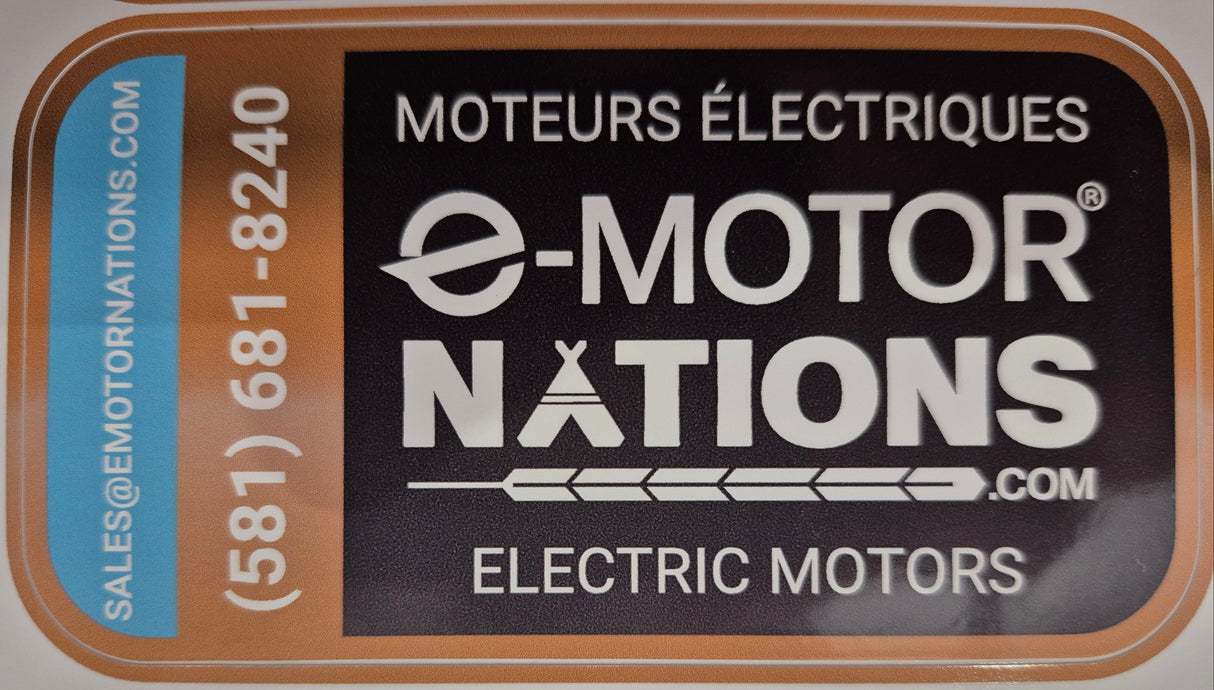 MOTEURS ÉLECTRIQUES
e-MOTOR®
NATIONS
.COM
ELECTRIC MOTORS
(581) 681-8240
SALES@EMOTORNATIONS.COM